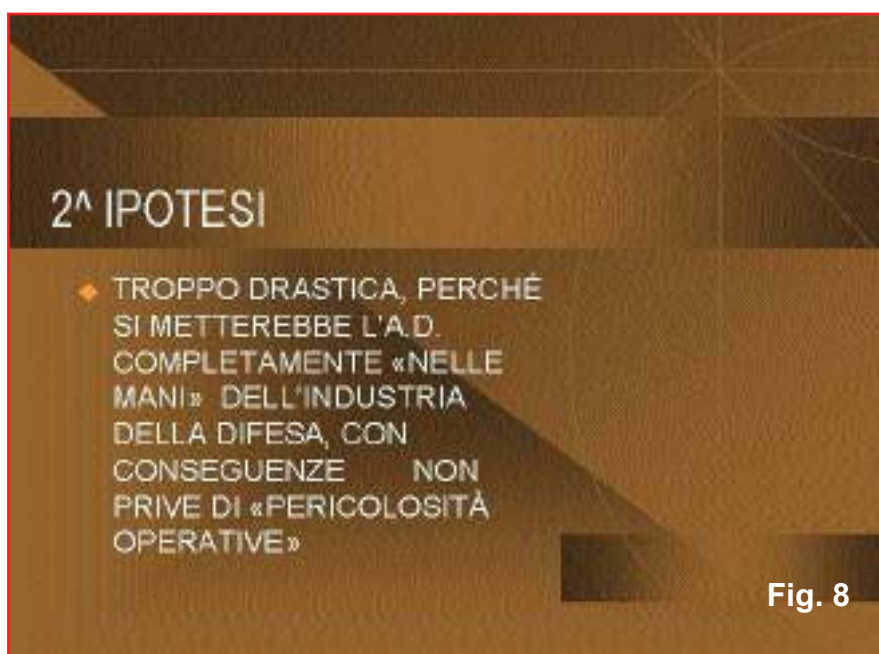 2^ IPOTESI
TROPPO DRASTICA, PERCHÉ
SI METTEREBBE L'A.D.
COMPLETAMENTE «NELLE
MANI» DELL'INDUSTRIA
DELLA DIFESA, CON
CONSEGUENZE NON
PRIVE DI «PERICOLOSITÀ
OPERATIVE»
Fig. 8